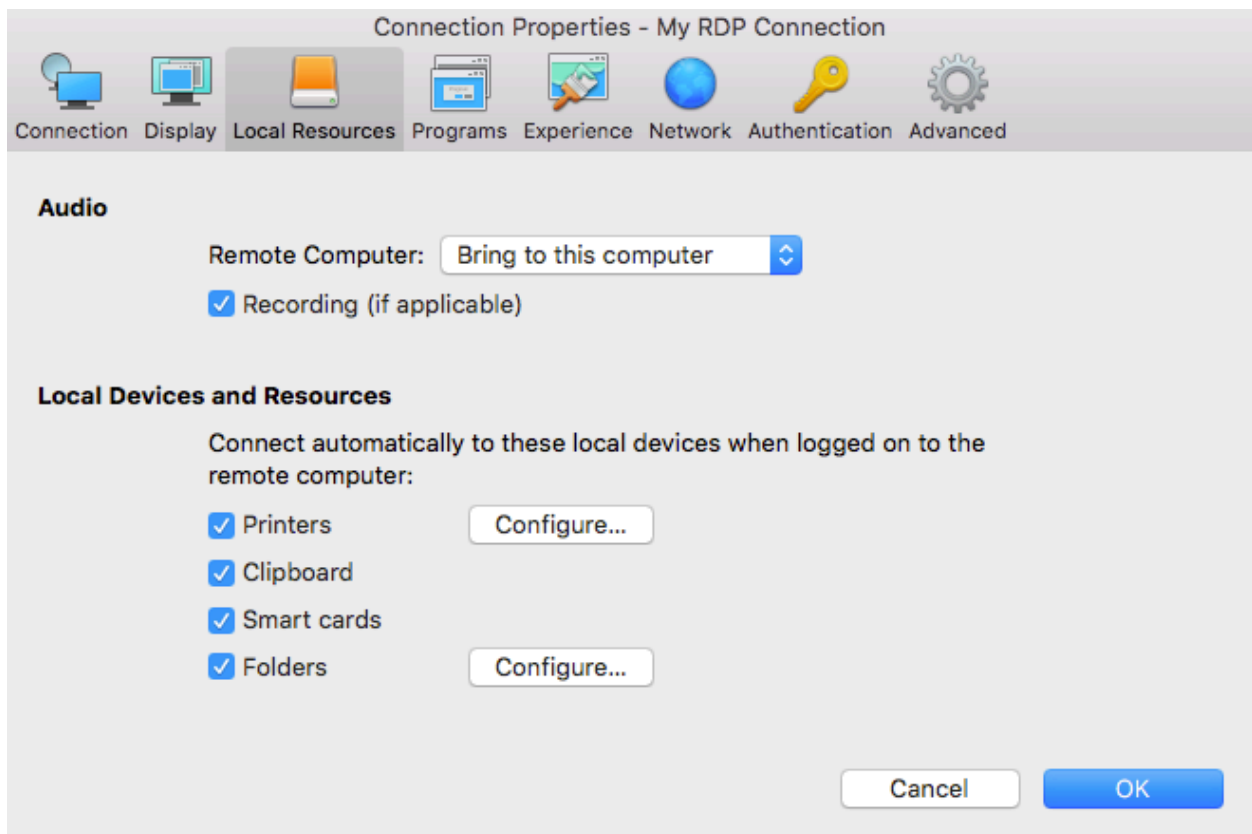 Connection Properties - My RDP Connection
Connection Display Local Resources Programs Experience Network Authentication Advanced
Audio
Remote Computer: Bring to this computer
Recording (if applicable)
Local Devices and Resources
Connect automatically to these local devices when logged on to the
remote computer:
Printers Configure...
Clipboard
Smart cards
Folders Configure...
Cancel OK